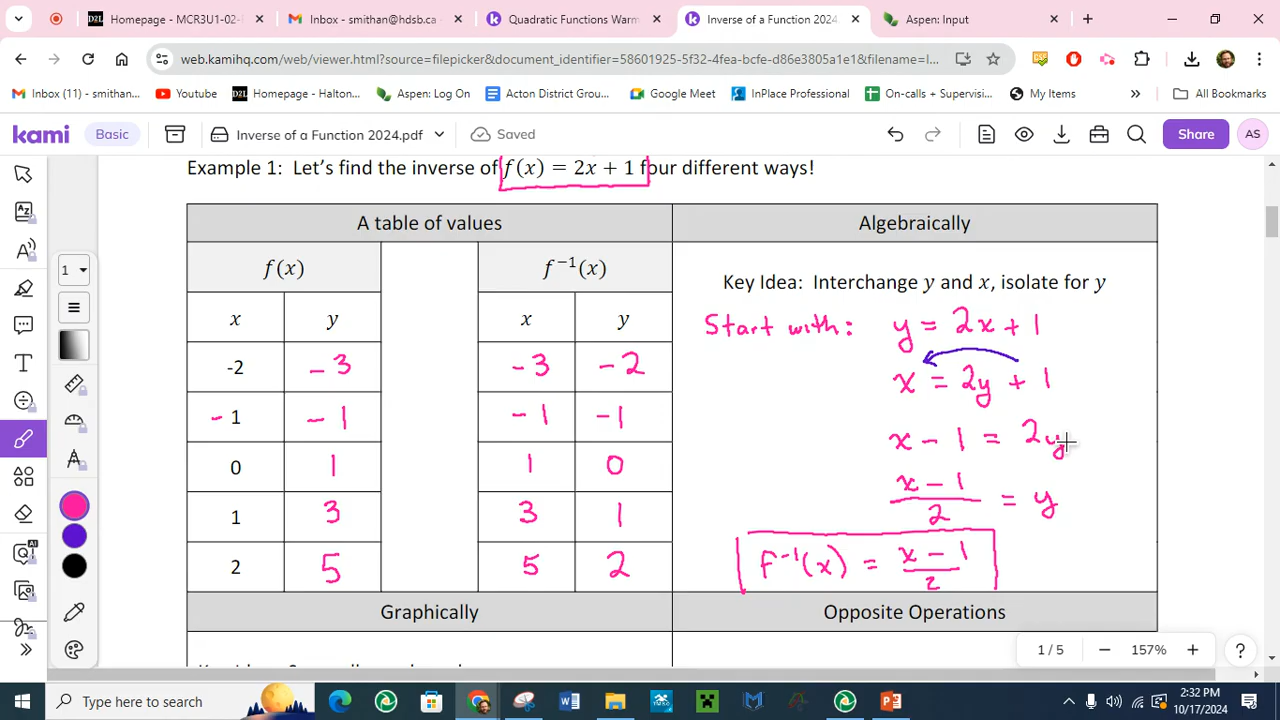 Homepage - MCR3U1-02-
Inbox - smithan@hdsb.ca -
Quadratic Functions Warm
Inverse of a Function 2024.
Aspen: Input
web.kamihq.com/web/viewer.html?source=filepicker&document_identifier=58601925-5f32-4fea-bcfe-d86e3805a1e1&filename=I...
Inbox (11) - smithan...
Youtube
Homepage - Halton...
Aspen Log On
Acton District Grou...
Google Meet
InPlace Professional
On-calls + Supervisi...
My Items
All Bookmarks
kami
Basic
Inverse of a Function 2024.pdf
Saved
Share
AS
Example 1: Let's find the inverse of f(x) = 2x + 1 four different ways!
A table of values
Algebraically
f(x)
f⁻¹(x)
Key Idea: Interchange y and x, isolate for y
x y x y
Start with: y = 2x + 1
-2 -3 -3 -2
x = 2y + 1
-1 -1 -1 -1
x - 1 = 2y
0 1 1 0
x - 1 / 2 = y
1 3 3 1
2 5 5 2
f⁻¹(x) = x - 1 / 2
Graphically
Opposite Operations
1
1/5
157%
Type here to search
2:32 PM
10/17/2024